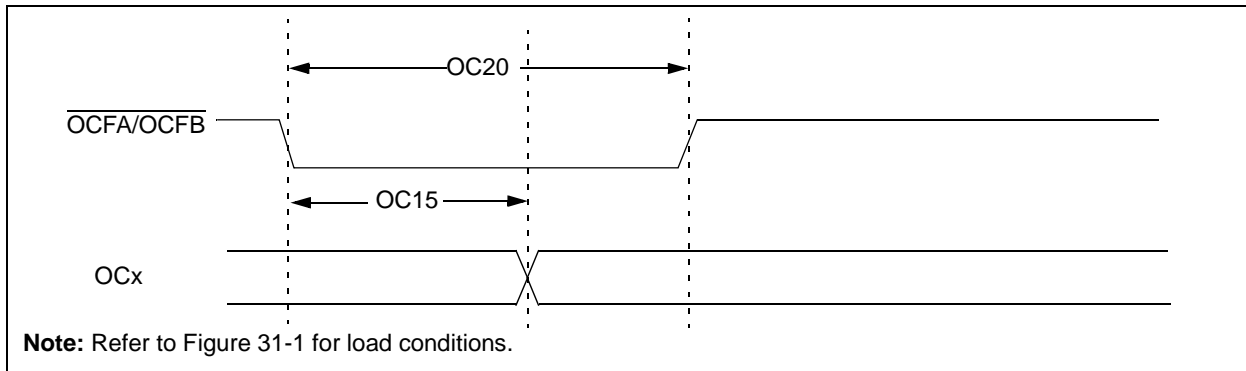 OC20
OCFA/OCFB
OC15
OCx
Note: Refer to Figure 31-1 for load conditions.